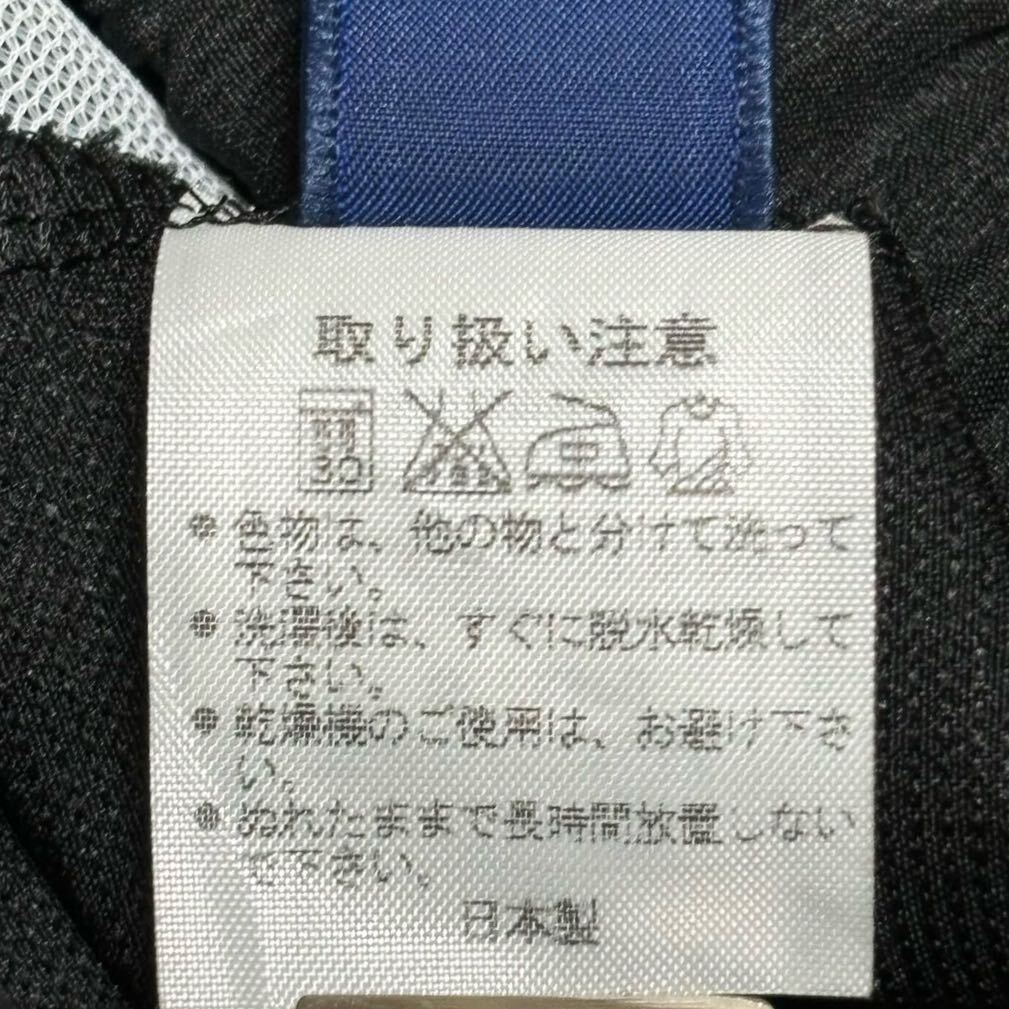 取り扱い注意
30
• 色物は、他の物と分けて洗って
下さい。
• 洗濯後は、すぐに脱水乾燥して
下さい。
• 乾燥機のご使用は、お避け下さ
い。
• ぬれたままで長時間放置しない
で下さい。
日本製